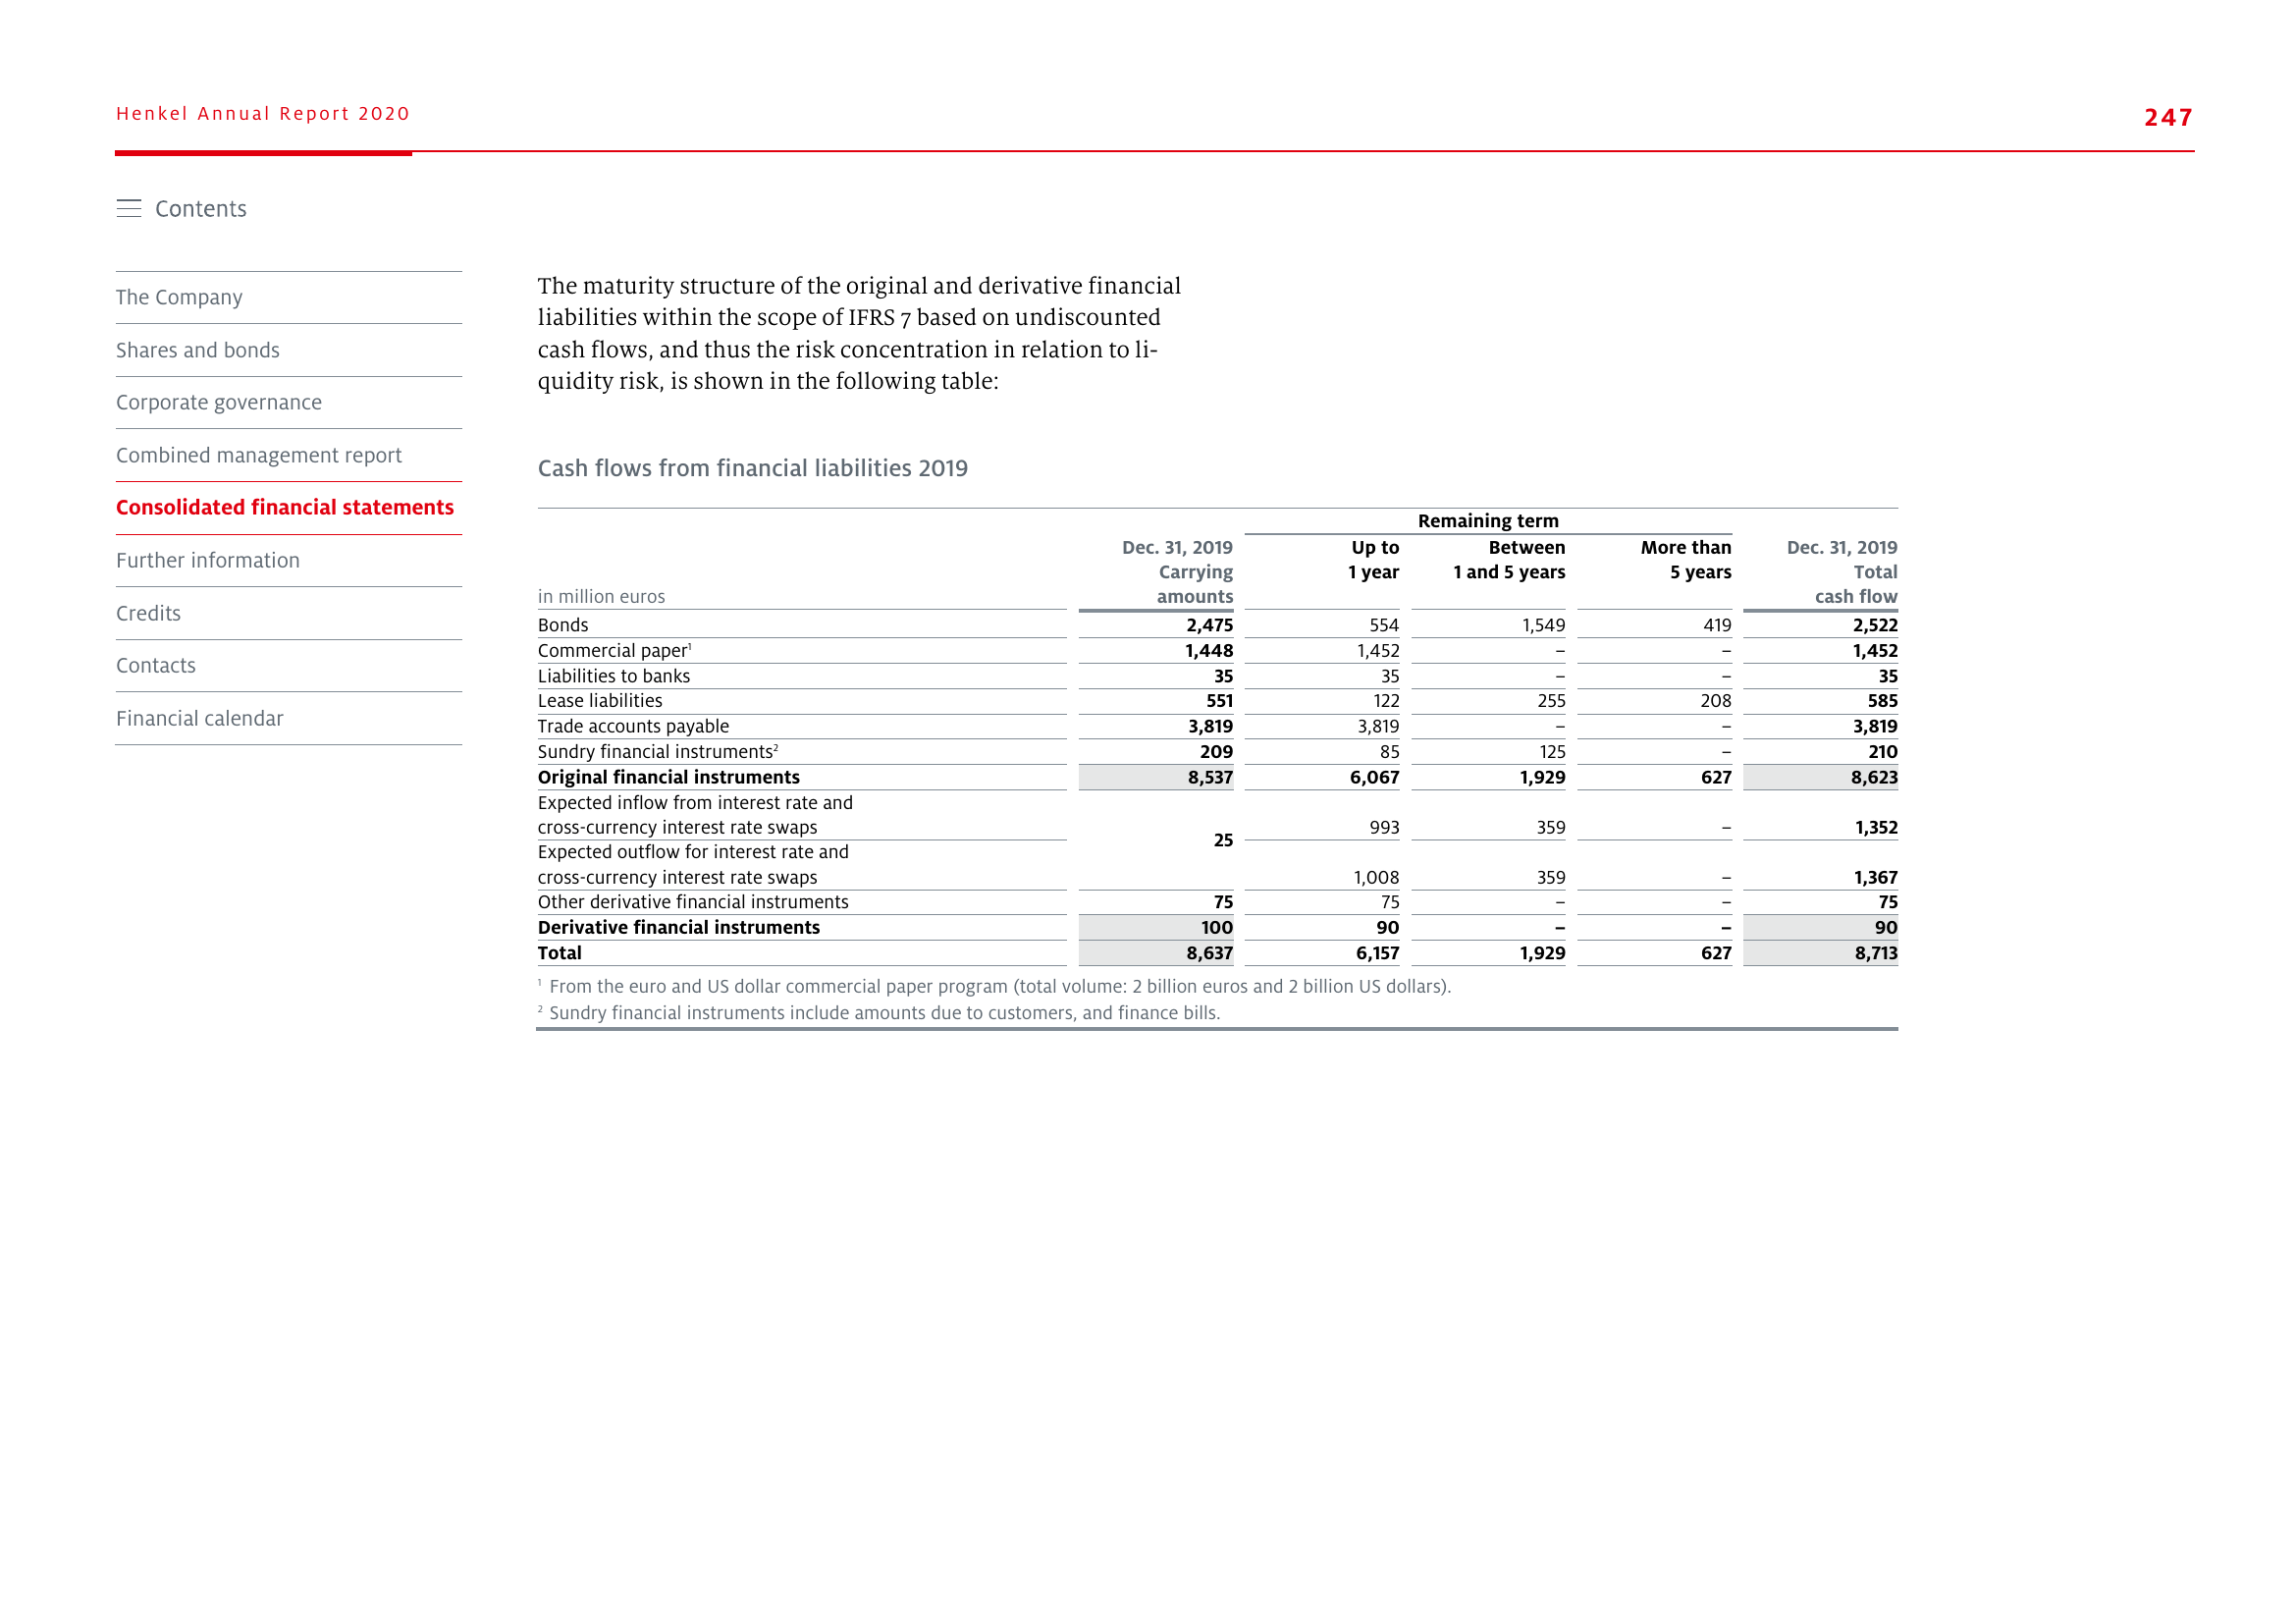 Henkel Annual Report 2020
247
Contents
The Company
Shares and bonds
Corporate governance
Combined management report
Consolidated financial statements
Further information
Credits
Contacts
Financial calendar
The maturity structure of the original and derivative financial
liabilities within the scope of IFRS 7 based on undiscounted
cash flows, and thus the risk concentration in relation to li-
quidity risk, is shown in the following table:
Cash flows from financial liabilities 2019
Remaining term
Dec. 31, 2019 Up to Between More than Dec. 31, 2019
Carrying 1 year 1 and 5 years 5 years Total
in million euros amounts cash flow
Bonds 2,475 554 1,549 419 2,522
Commercial paper¹ 1,448 1,452 – – 1,452
Liabilities to banks 35 35 – – 35
Lease liabilities 551 122 255 208 585
Trade accounts payable 3,819 3,819 – – 3,819
Sundry financial instruments² 209 85 125 – 210
Original financial instruments 8,537 6,067 1,929 627 8,623
Expected inflow from interest rate and
cross-currency interest rate swaps 993 359 – 1,352
25
Expected outflow for interest rate and
cross-currency interest rate swaps 1,008 359 – 1,367
Other derivative financial instruments 75 75 – – 75
Derivative financial instruments 100 90 – – 90
Total 8,637 6,157 1,929 627 8,713
¹ From the euro and US dollar commercial paper program (total volume: 2 billion euros and 2 billion US dollars).
² Sundry financial instruments include amounts due to customers, and finance bills.